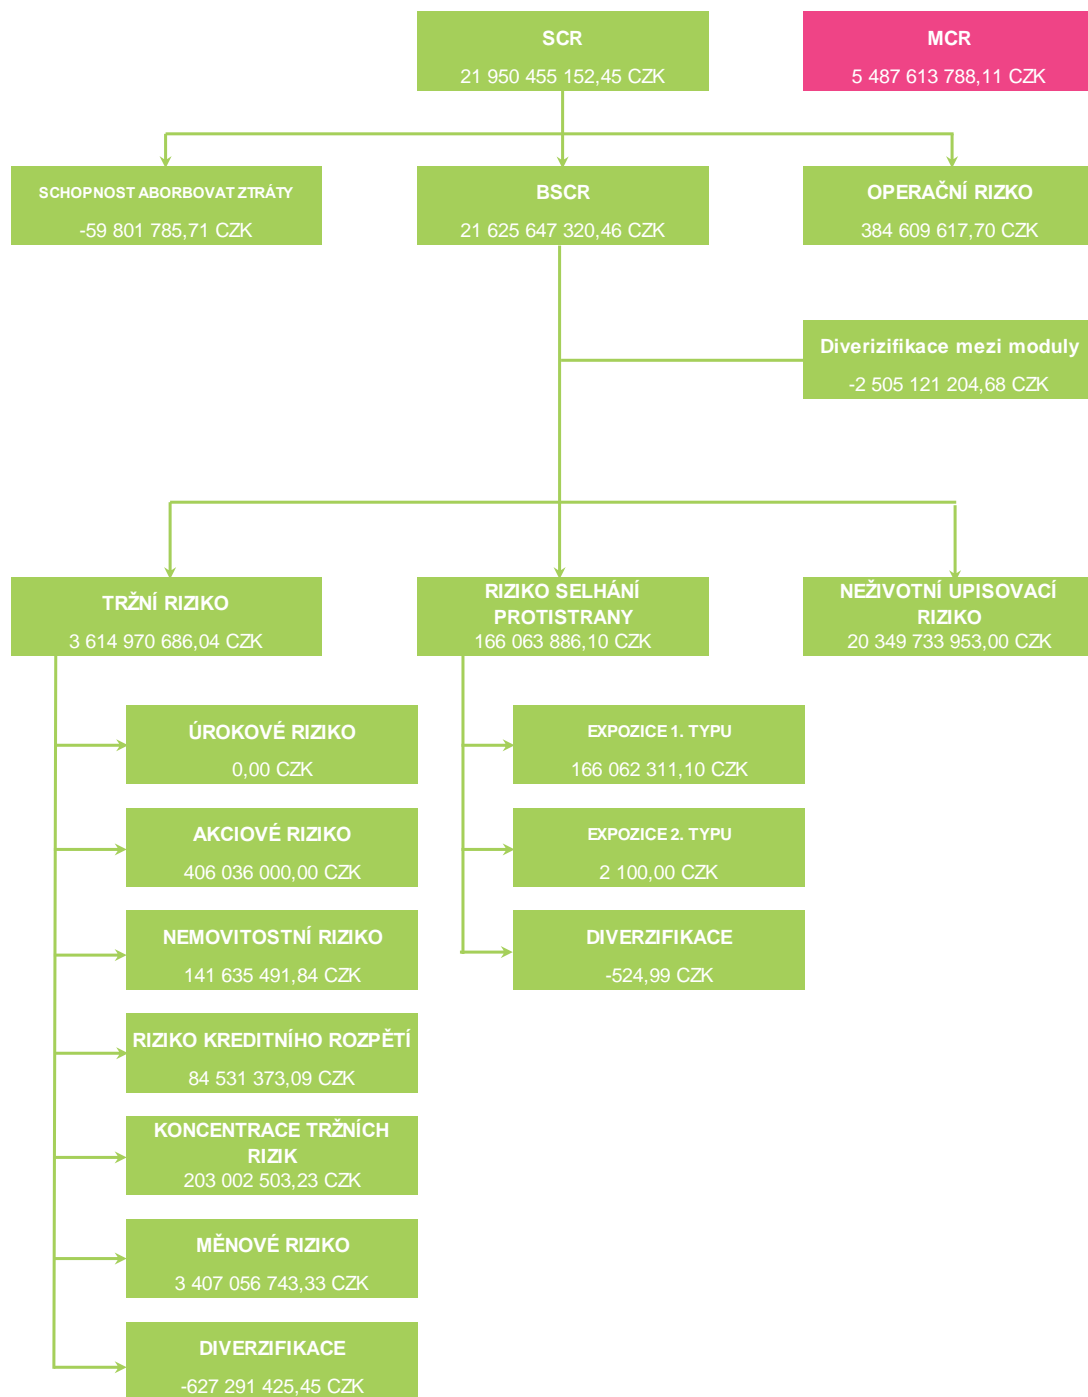 SCR
21 950 455 152,45 CZK
MCR
5 487 613 788,11 CZK
SCHOPNOST ABORBOVAT ZTRÁTY
-59 801 785,71 CZK
BSCR
21 625 647 320,46 CZK
OPERAČNÍ RIZKO
384 609 617,70 CZK
Diverizifikace mezi moduly
-2 505 121 204,68 CZK
TRŽNÍ RIZIKO
3 614 970 686,04 CZK
RIZIKO SELHÁNÍ
PROTISTRANY
166 063 886,10 CZK
NEŽIVOTNÍ UPISOVACÍ
RIZIKO
20 349 733 953,00 CZK
ÚROKOVÉ RIZIKO
0,00 CZK
EXPOZICE 1. TYPU
166 062 311,10 CZK
AKCIOVÉ RIZIKO
406 036 000,00 CZK
EXPOZICE 2. TYPU
2 100,00 CZK
NEMOVITOSTNÍ RIZIKO
141 635 491,84 CZK
DIVERZIFIKACE
-524,99 CZK
RIZIKO KREDITNÍHO ROZPĚTÍ
84 531 373,09 CZK
KONCENTRACE TRŽNÍCH
RIZIK
203 002 503,23 CZK
MĚNOVÉ RIZIKO
3 407 056 743,33 CZK
DIVERZIFIKACE
-627 291 425,45 CZK